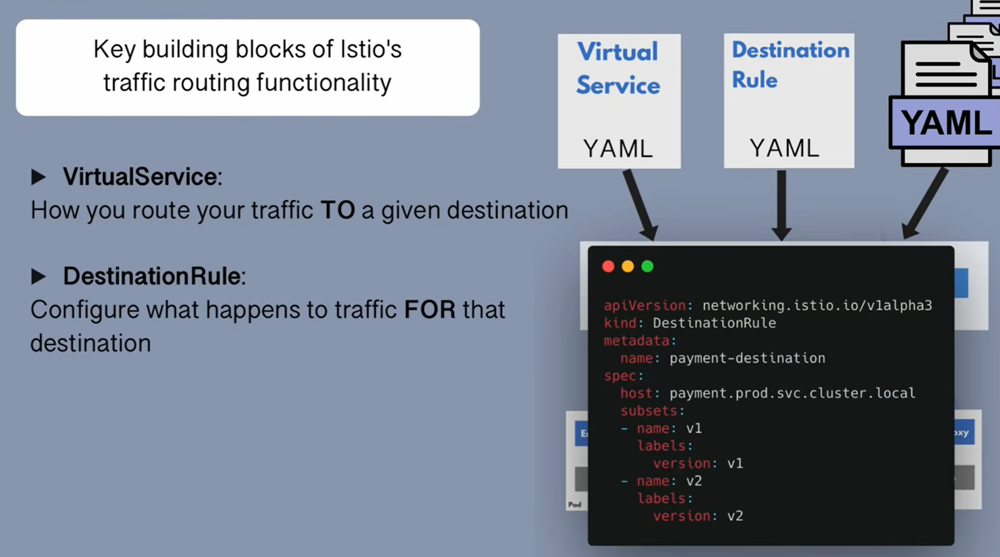 Key building blocks of Istio's
traffic routing functionality
▶ VirtualService:
How you route your traffic TO a given destination
▶ DestinationRule:
Configure what happens to traffic FOR that
destination
Virtual
Service
YAML
Destination
Rule
YAML
YAML
apiVersion: networking.istio.io/v1alpha3
kind: DestinationRule
metadata:
  name: payment-destination
spec:
  host: payment.prod.svc.cluster.local
  subsets:
  - name: v1
    labels:
      version: v1
  - name: v2
    labels:
      version: v2
Pod